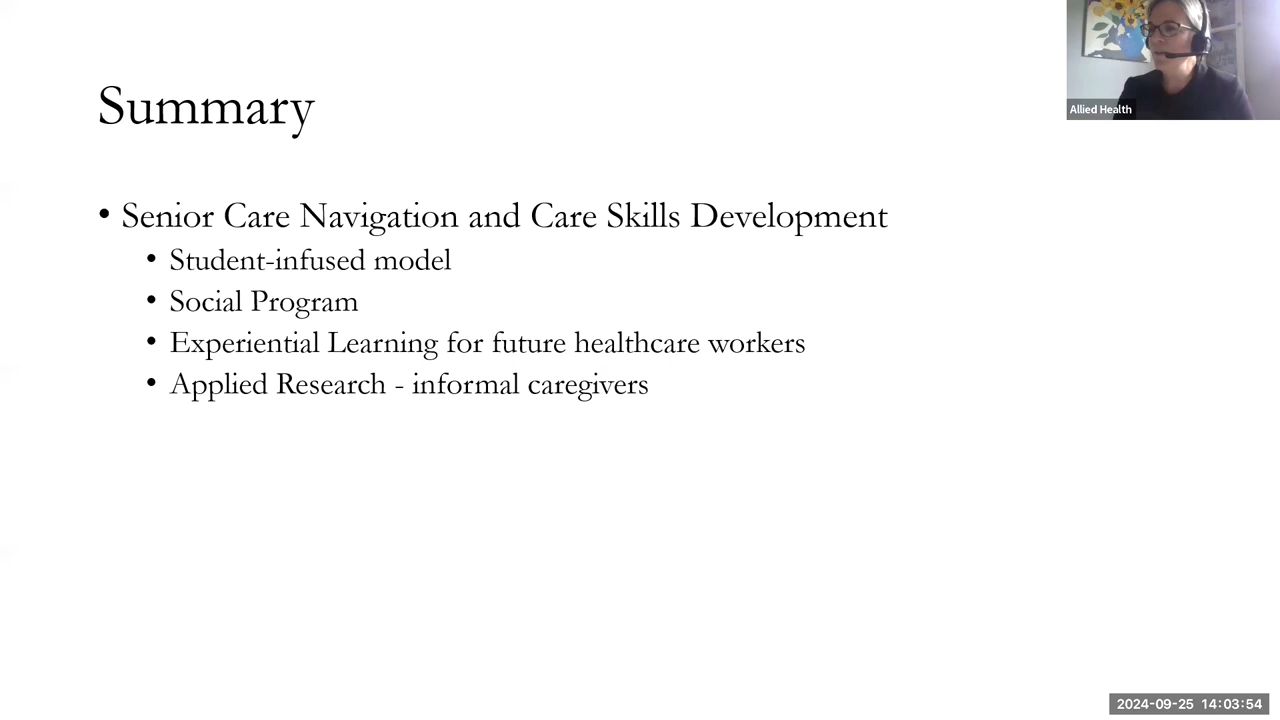 Summary
• Senior Care Navigation and Care Skills Development
• Student-infused model
• Social Program
• Experiential Learning for future healthcare workers
• Applied Research - informal caregivers
Allied Health
2024-09-25 14:03:54